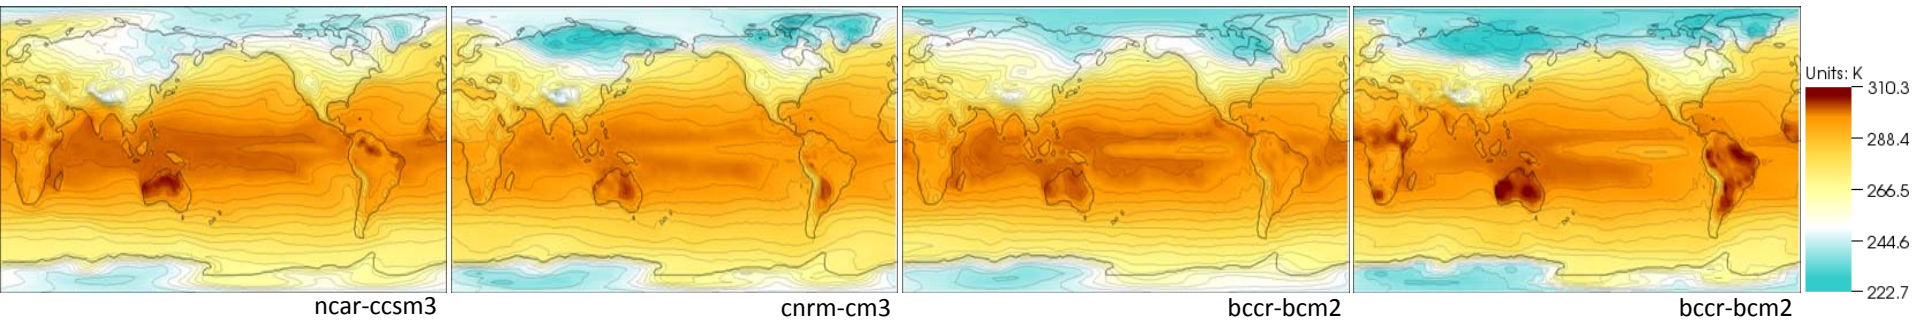 Units: K
310.3
288.4
266.5
244.6
222.7
ncar-ccsm3
cnrm-cm3
bccr-bcm2
bccr-bcm2